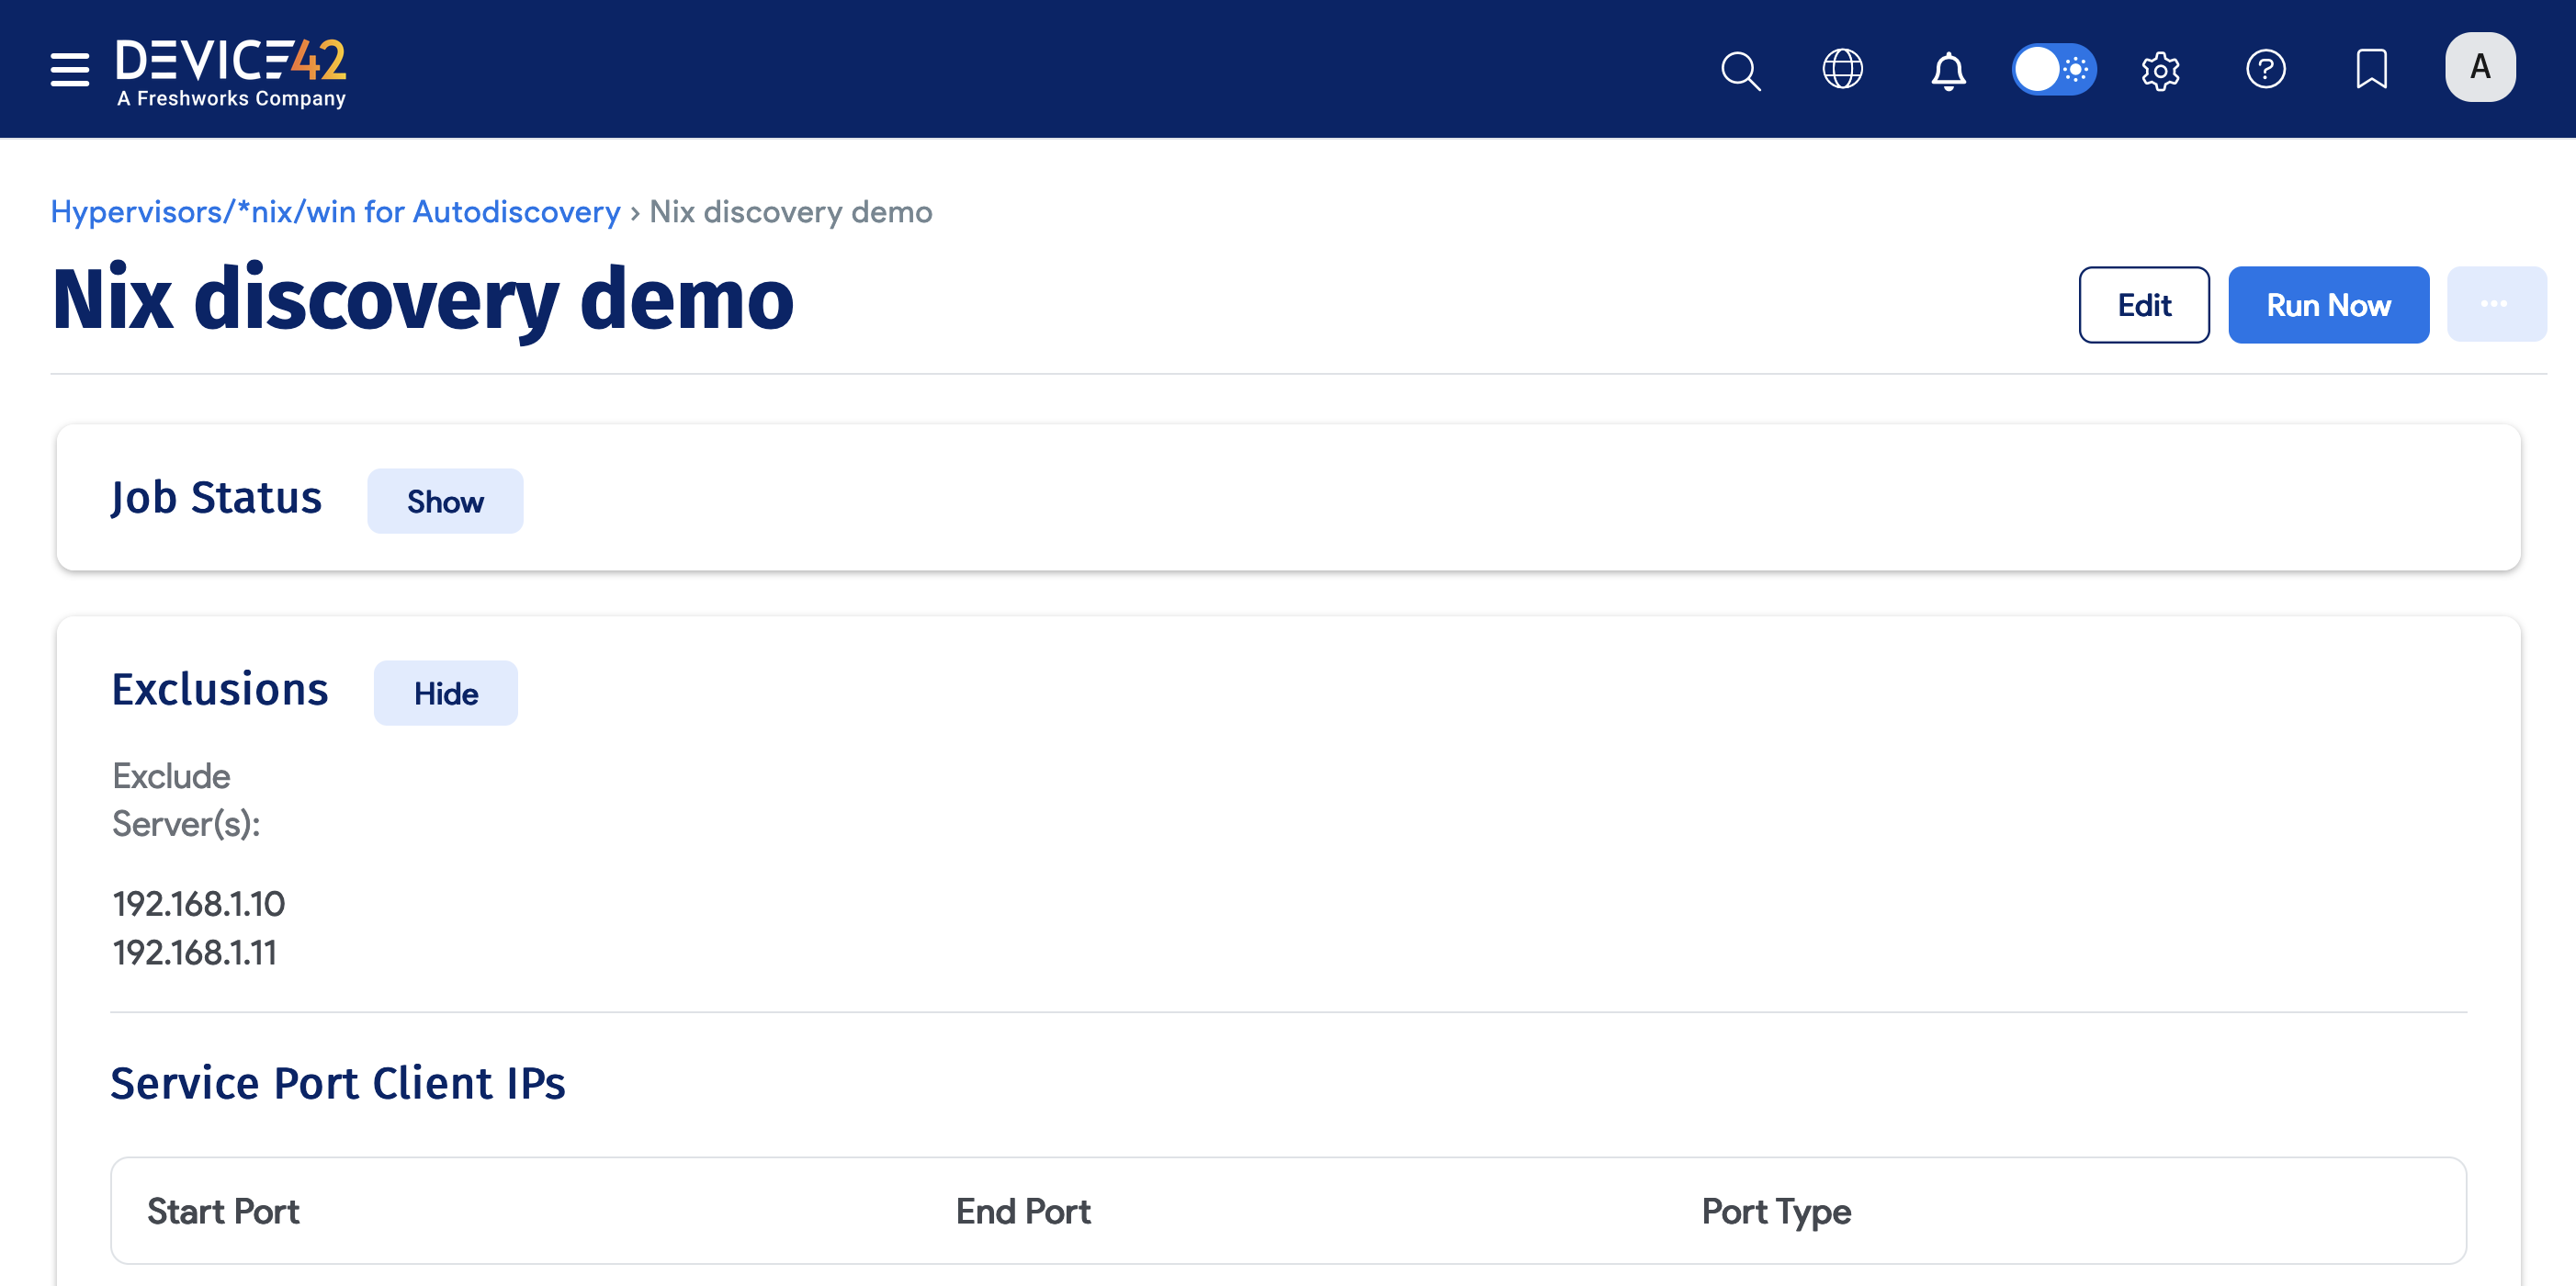 DEVICE42
A Freshworks Company
A
Hypervisors/*nix/win for Autodiscovery › Nix discovery demo
Nix discovery demo
Edit
Run Now
...
Job Status
Show
Exclusions
Hide
Exclude
Server(s):
192.168.1.10
192.168.1.11
Service Port Client IPs
Start Port
End Port
Port Type